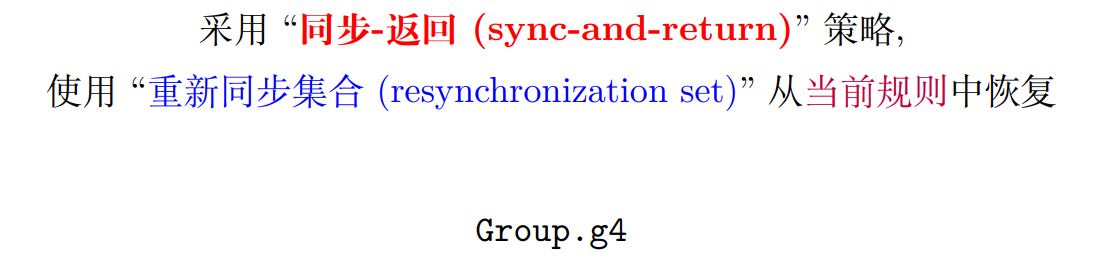 采用 “同步-返回 (sync-and-return)” 策略,
使用 “重新同步集合 (resynchronization set)” 从当前规则中恢复
Group.g4